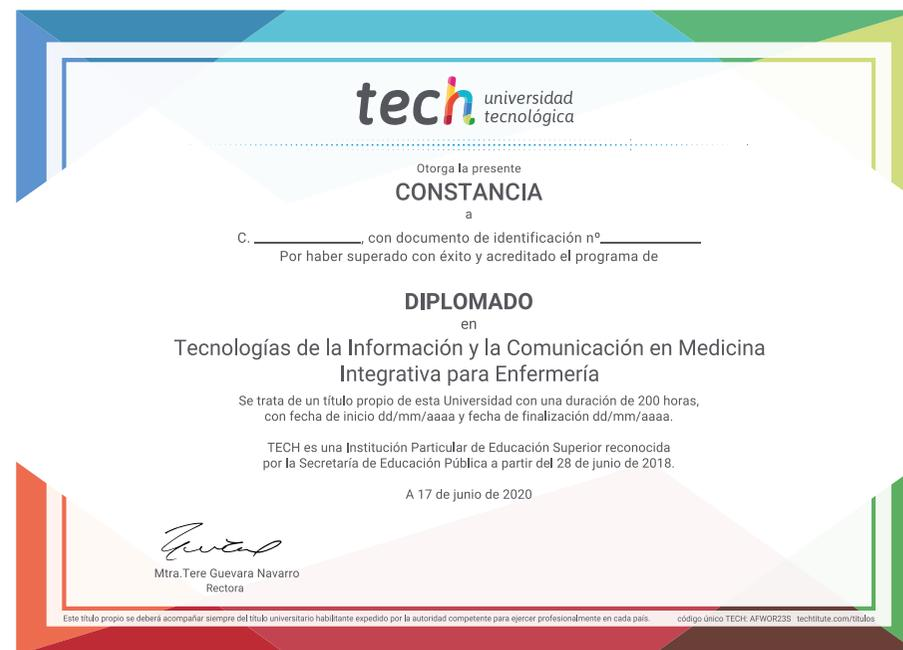 tech universidad
tecnológica
Otorga la presente
CONSTANCIA
a
C. ____________, con documento de identificación nº____________
Por haber superado con éxito y acreditado el programa de
DIPLOMADO
en
Tecnologías de la Información y la Comunicación en Medicina
Integrativa para Enfermería
Se trata de un título propio de esta Universidad con una duración de 200 horas,
con fecha de inicio dd/mm/aaaa y fecha de finalización dd/mm/aaaa.
TECH es una Institución Particular de Educación Superior reconocida
por la Secretaría de Educación Pública a partir del 28 de junio de 2018.
A 17 de junio de 2020
Mtra.Tere Guevara Navarro
Rectora
Este título propio se deberá acompañar siempre del título universitario habilitante expedido por la autoridad competente para ejercer profesionalmente en cada país. código único TECH: AFWOR23S techtitute.com/titulos